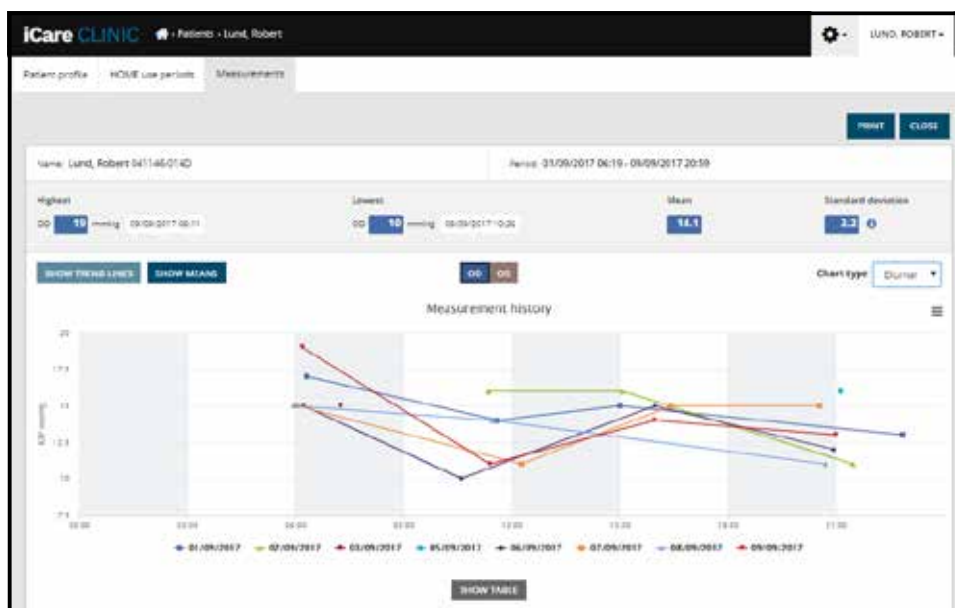 iCare CLINIC › Patients › Lund, Robert LUND, ROBERT
Patient profile HOME use periods Measurements
PRINT CLOSE
Name: Lund, Robert Period: 01/09/2017 06:19 - 09/09/2017 20:59
Highest Lowest Mean Standard deviation
OD 19 mmHg OD 10 mmHg 14.1
SHOW TREND LINES SHOW MEANS OD OS Chart type Diurnal
Measurement history
20
17.5
15
12.5
10
7.5
IOP mmHg
00:00 03:00 06:00 09:00 12:00 15:00 18:00 21:00
01/09/2017 02/09/2017 03/09/2017 05/09/2017 06/09/2017 07/09/2017 08/09/2017 09/09/2017
SHOW TABLE